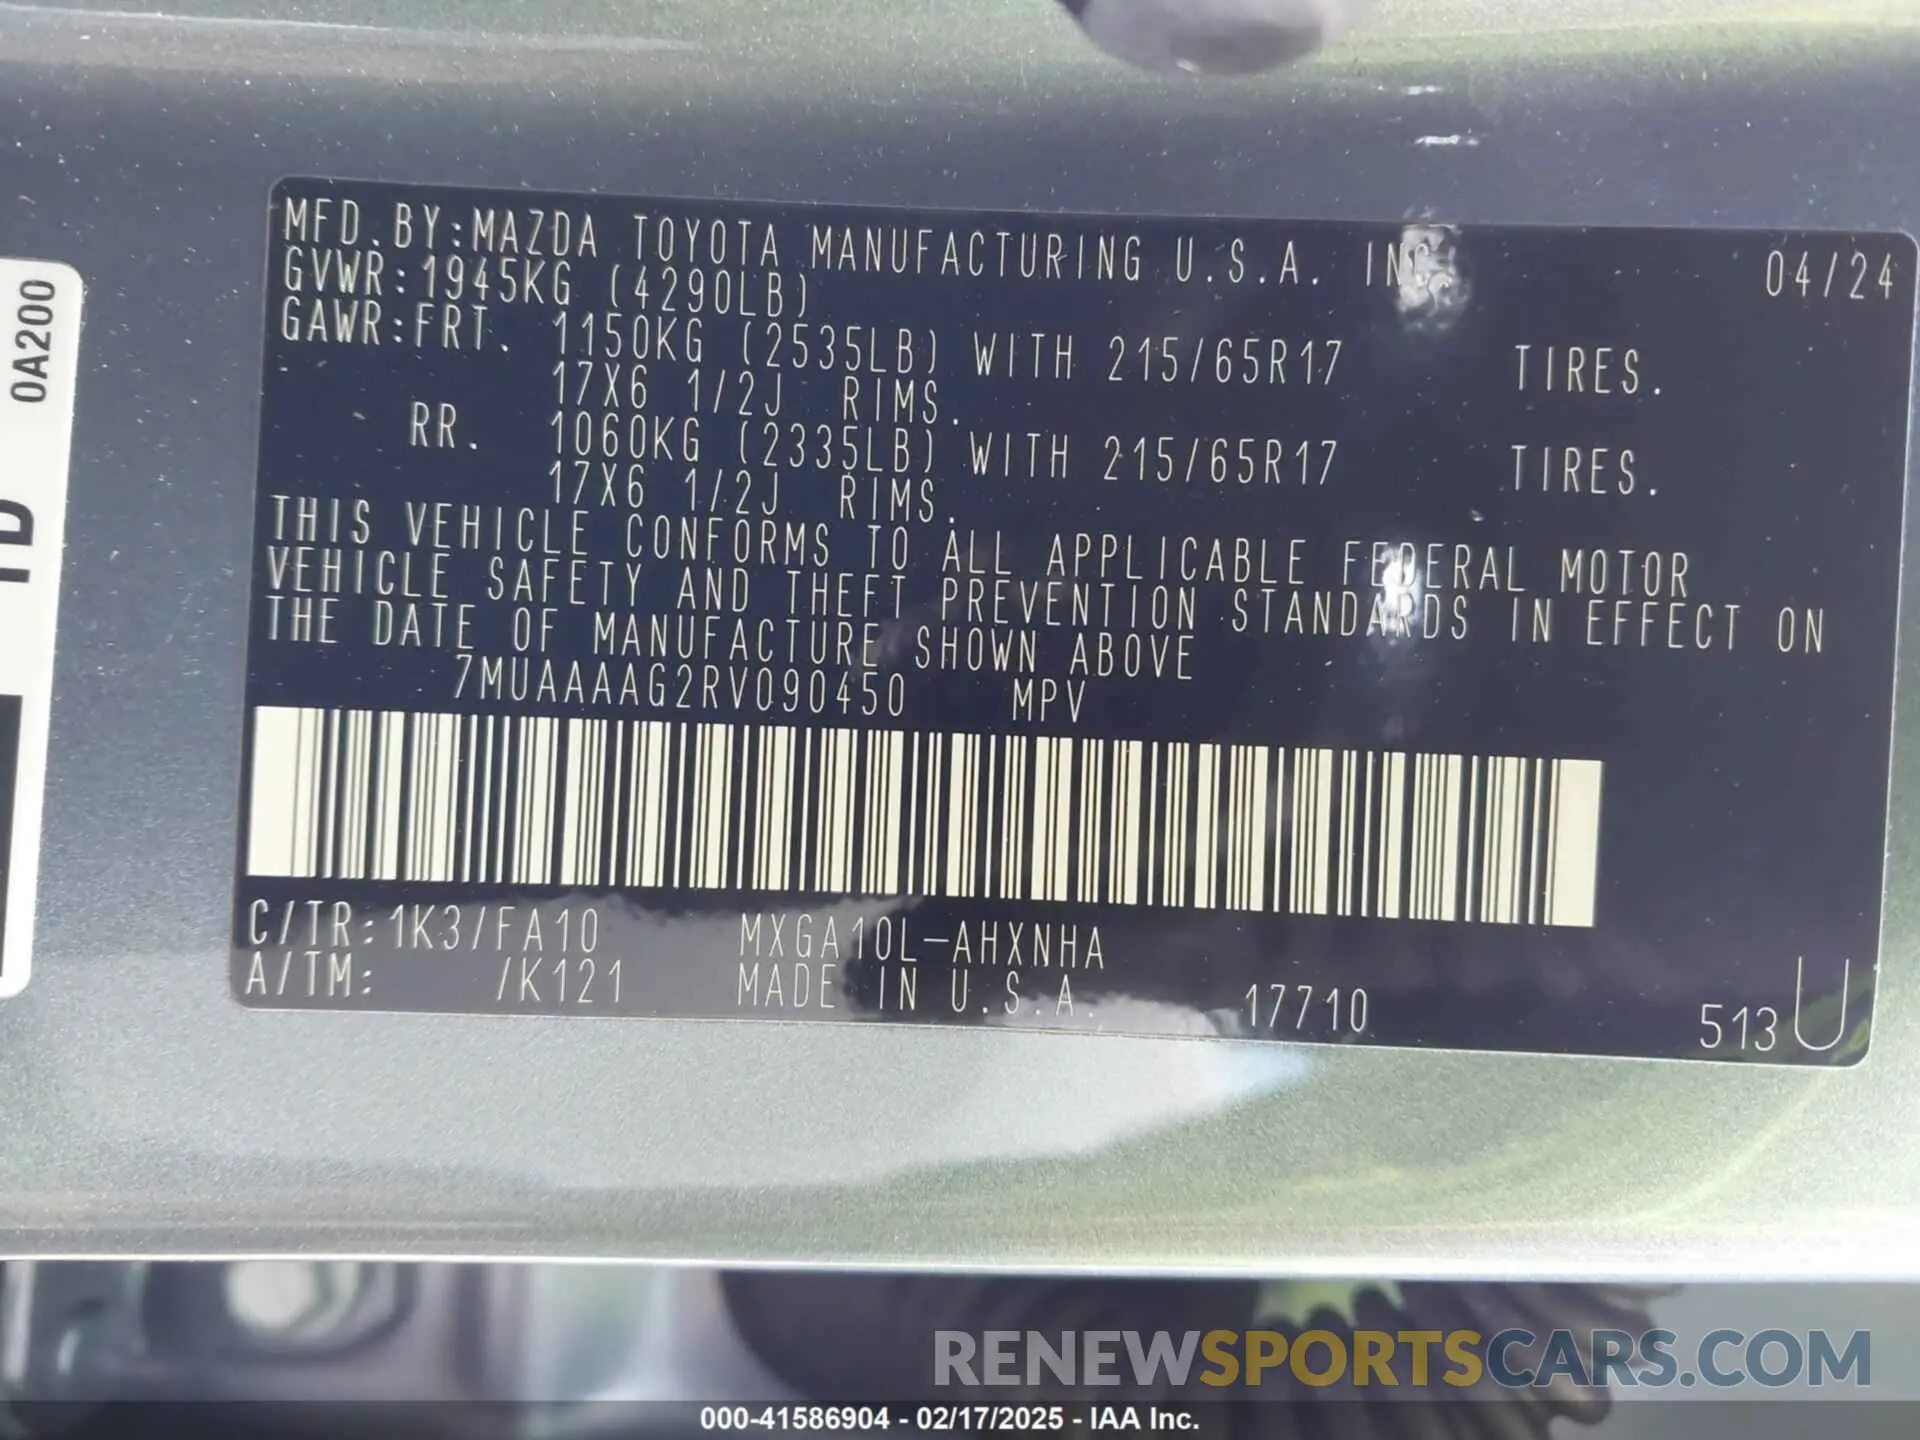 MFD.BY:MAZDA TOYOTA MANUFACTURING U.S.A. INC. 04/24
GVWR:1945KG (4290LB)
GAWR:FRT. 1150KG (2535LB) WITH 215/65R17 TIRES.
17X6 1/2J RIMS.
RR. 1060KG (2335LB) WITH 215/65R17 TIRES.
17X6 1/2J RIMS.
THIS VEHICLE CONFORMS TO ALL APPLICABLE FEDERAL MOTOR
VEHICLE SAFETY AND THEFT PREVENTION STANDARDS IN EFFECT ON
THE DATE OF MANUFACTURE SHOWN ABOVE
7MUAAAAG2RV090450 MPV
C/TR:1K3/FA10 MXGA10L-AHXNHA
A/TM: /K121 MADE IN U.S.A. 17710 513U
0A200
RENEWSPORTSCARS.COM
000-41586904 - 02/17/2025 - IAA Inc.